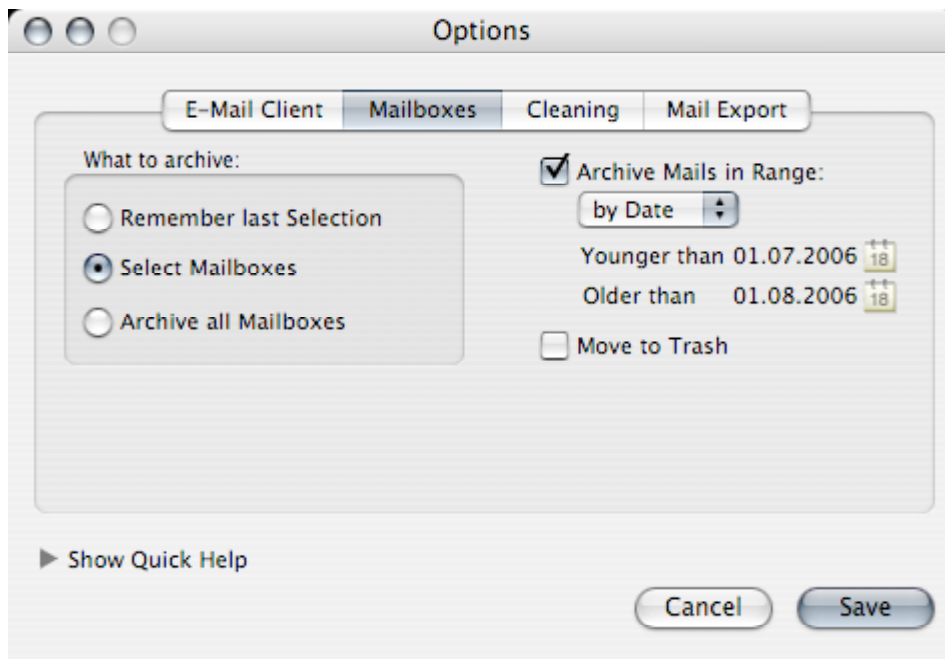 Options
E-Mail Client Mailboxes Cleaning Mail Export
What to archive:
Remember last Selection
Select Mailboxes
Archive all Mailboxes
Archive Mails in Range:
by Date
Younger than 01.07.2006 18
Older than 01.08.2006 18
Move to Trash
Show Quick Help
Cancel Save